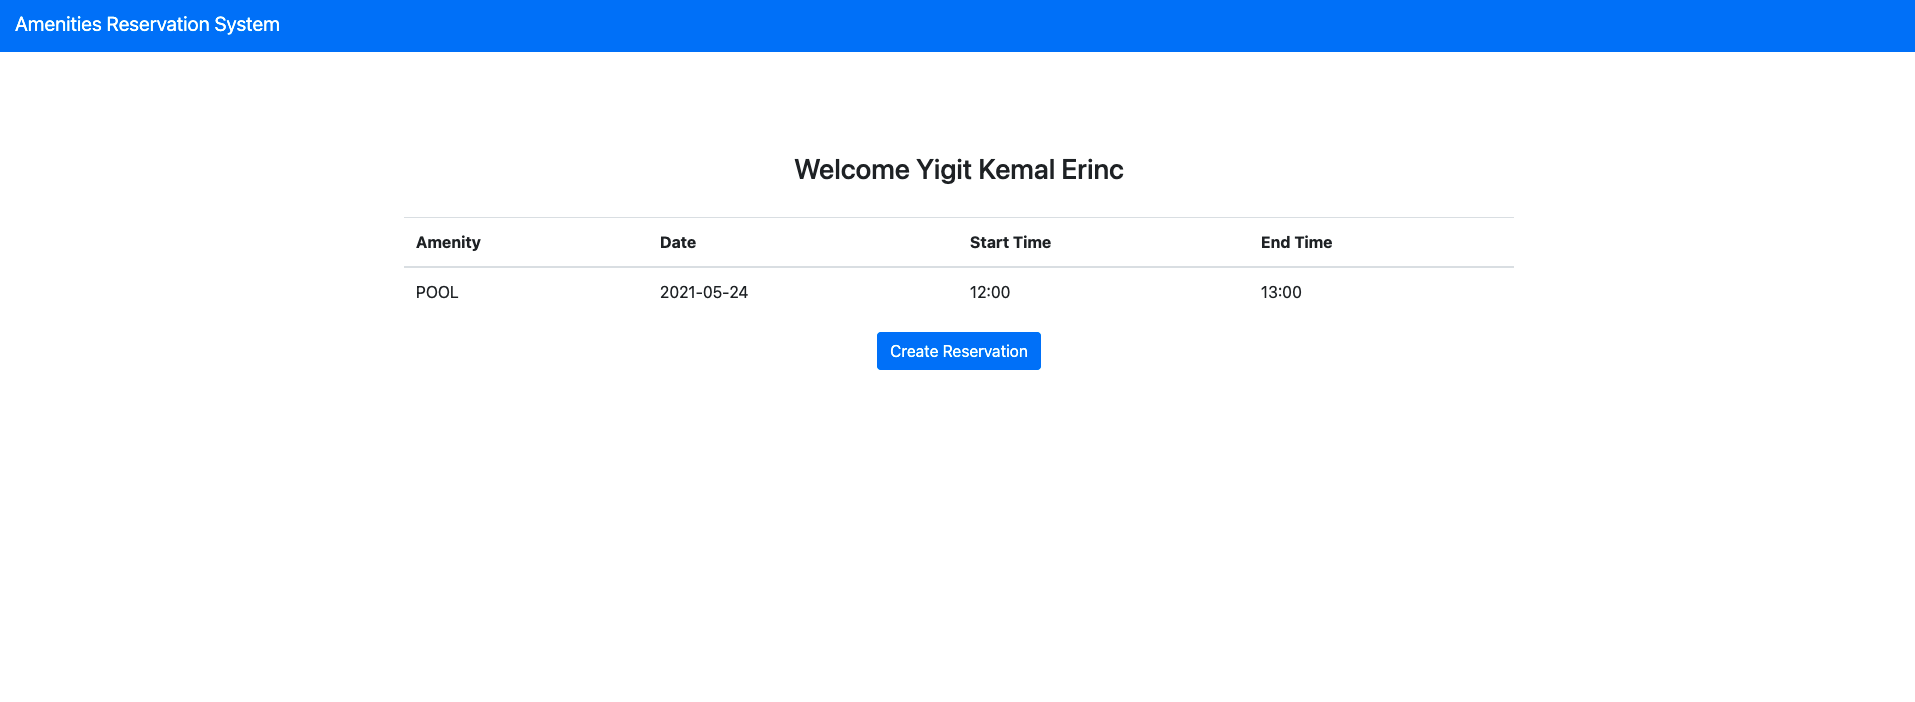 Amenities Reservation System
Welcome Yigit Kemal Erinc
Amenity Date Start Time End Time
POOL 2021-05-24 12:00 13:00
Create Reservation